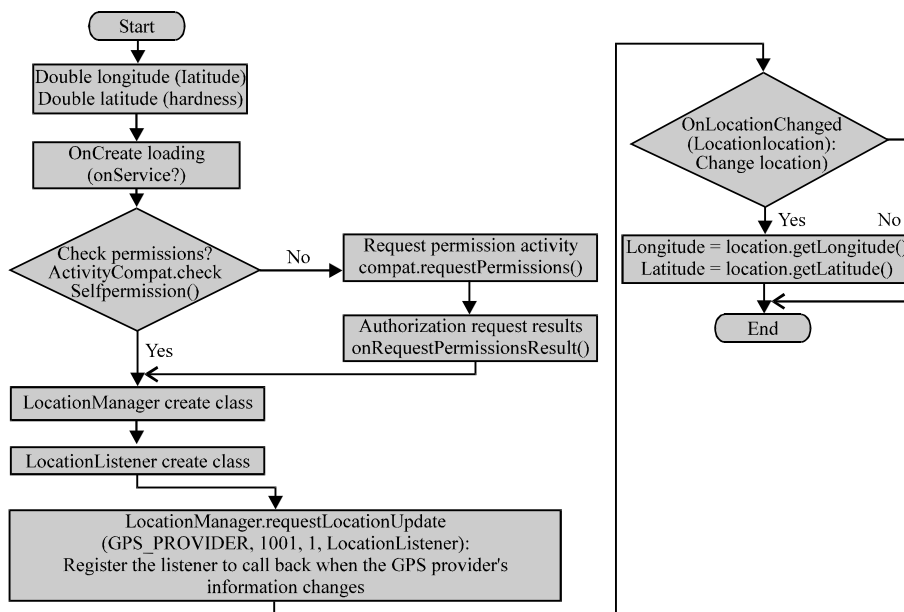 Start
Double longitude (Iatitude)
Double latitude (hardness)
OnCreate loading
(onService?)
Check permissions?
ActivityCompat.check
Selfpermission()
No
Request permission activity
compat.requestPermissions()
Authorization request results
onRequestPermissionsResult()
Yes
LocationManager create class
LocationListener create class
LocationManager.requestLocationUpdate
(GPS_PROVIDER, 1001, 1, LocationListener):
Register the listener to call back when the GPS provider's
information changes
OnLocationChanged
(Locationlocation):
Change location)
Yes
No
Longitude = location.getLongitude()
Latitude = location.getLatitude()
End